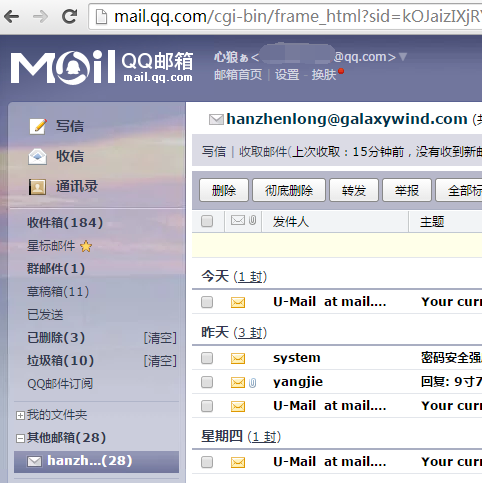 mail.qq.com/cgi-bin/frame_html?sid=kOJaizIXjR
MOil QQ邮箱
mail.qq.com
心狼ぁ< @qq.com>
邮箱首页 | 设置 - 换肤
写信
收信
通讯录
收件箱(184)
星标邮件
群邮件(1)
草稿箱(11)
已发送
已删除(3) [清空]
垃圾箱(10) [清空]
QQ邮件订阅
我的文件夹
其他邮箱(28)
hanzh...(28)
hanzhenlong@galaxywind.com
写信 | 收取邮件(上次收取：15分钟前，没有收到新邮
删除 彻底删除 转发 举报 全部标
发件人 主题
今天 (1 封)
U-Mail at mail.... Your curr
昨天 (3 封)
system 密码安全强
yangjie 回复: 9寸7
U-Mail at mail.... Your curr
星期四 (1 封)
U-Mail at mail.... Your curr